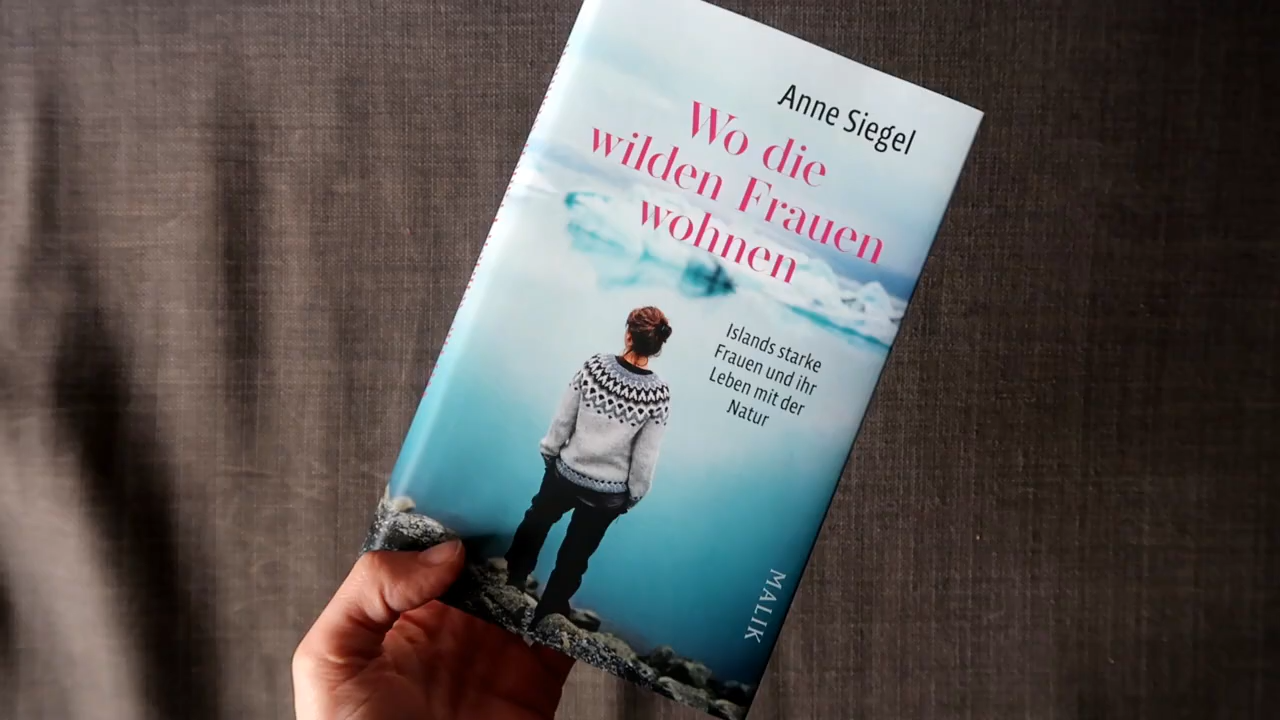 Anne Siegel
Wo die
wilden Frauen
wohnen
Islands starke
Frauen und ihr
Leben mit der
Natur
MALIK